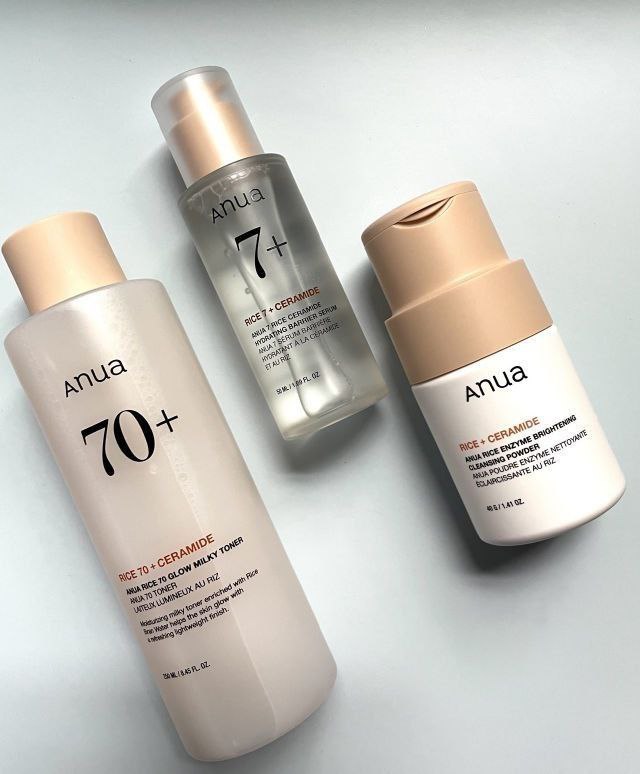 Anua
70+
RICE 70 + CERAMIDE
ANUA RICE 70 GLOW MILKY TONER
ANUA 70 TONER
LAITEUX LUMINEUX AU RIZ
Moisturizing milky toner enriched with Rice
Bran Water helps the skin glow with
a refreshing lightweight finish.
250 ML / 8.45 FL. OZ.
Anua
7+
RICE 7 + CERAMIDE
ANUA 7 RICE CERAMIDE
HYDRATING BARRIER SERUM
ANUA 7 SÉRUM BARRIÈRE
HYDRATANT À LA CÉRAMIDE
ET AU RIZ
50 ML / 1.69 FL. OZ.
Anua
RICE + CERAMIDE
ANUA RICE ENZYME BRIGHTENING
CLEANSING POWDER
ANUA POUDRE ENZYME NETTOYANTE
ÉCLAIRCISSANTE AU RIZ
40 G / 1.41 OZ.